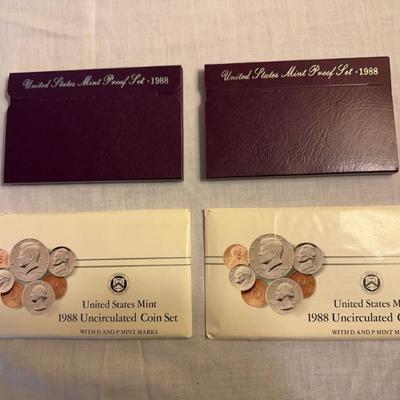 United States Mint Proof Set • 1988
United States Mint Proof Set • 1988
United States Mint
1988 Uncirculated Coin Set
WITH D AND P MINT MARKS
United States M
1988 Uncirculated C
WITH D AND P MINT MARKS